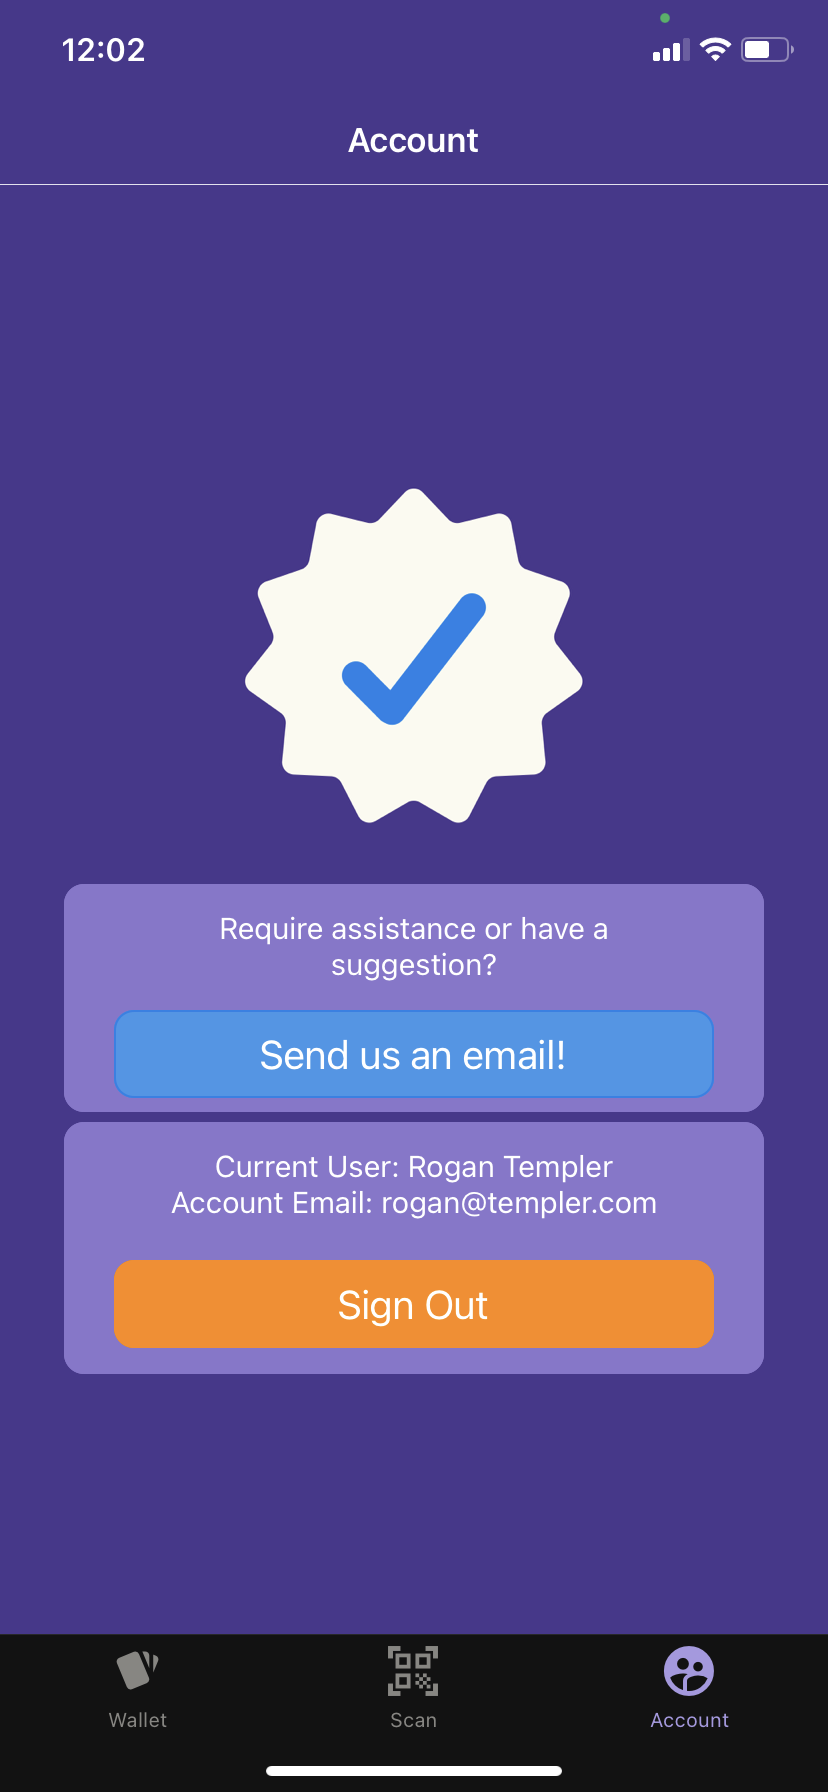 12:02
Account
Require assistance or have a
suggestion?
Send us an email!
Current User: Rogan Templer
Account Email: rogan@templer.com
Sign Out
Wallet
Scan
Account